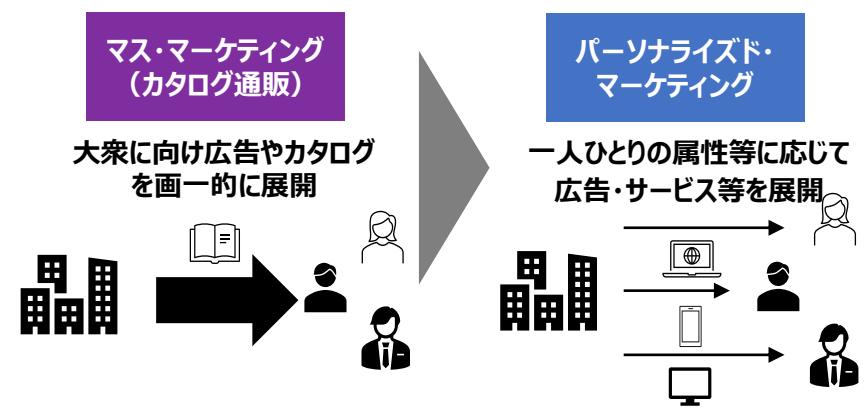 マス・マーケティング
（カタログ通販）
大衆に向け広告やカタログ
を画一的に展開
パーソナライズド・
マーケティング
一人ひとりの属性等に応じて
広告・サービス等を展開